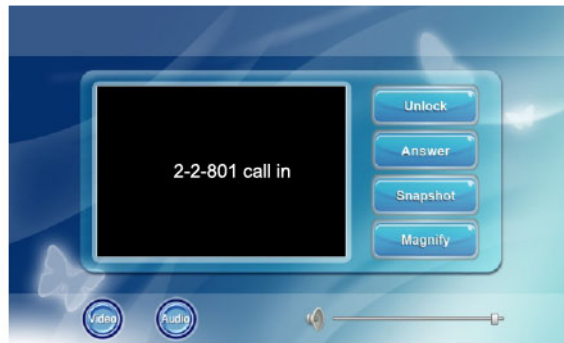 Unlock
Answer
2-2-801 call in
Snapshot
Magnify
Video
Audio